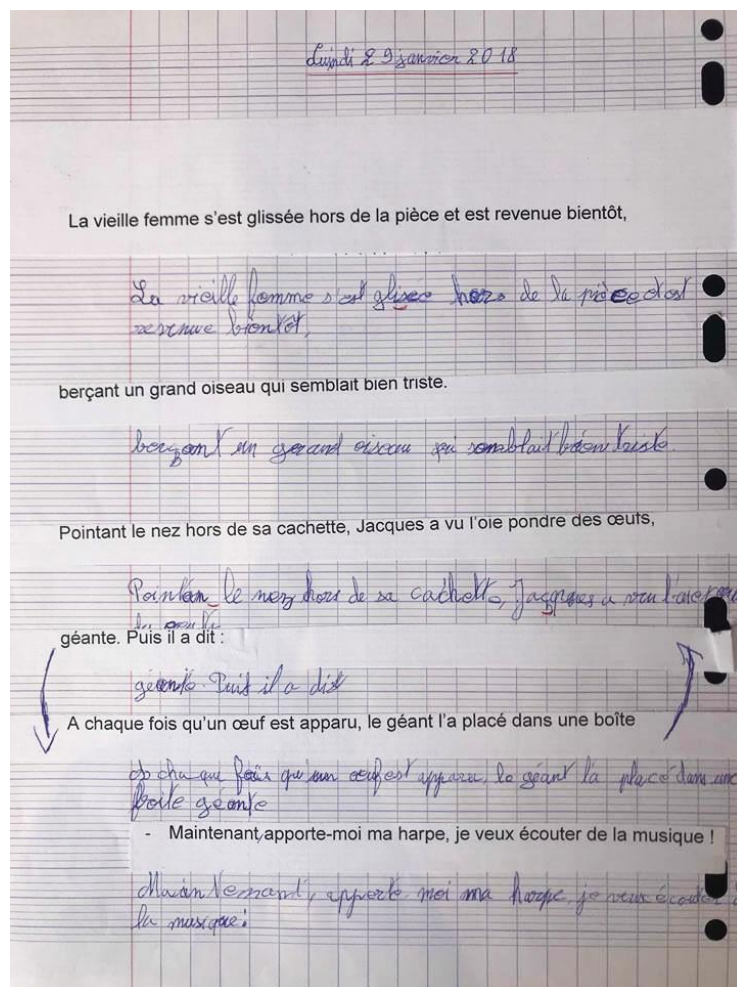 Lundi 29 janvier 2018
La vieille femme s'est glissée hors de la pièce et est revenue bientôt,
La vieille femme s'est glisee hors de la pièce et est
revenue bientôt,
berçant un grand oiseau qui semblait bien triste.
berçant un gerand oiseau qui semblait bien triste.
Pointant le nez hors de sa cachette, Jacques a vu l'oie pondre des œufs,
Pointan le nez hors de sa cachette, Jacques a vu l'oie
géante. Puis il a dit :
géante. Puis il a dit
A chaque fois qu'un œuf est apparu, le géant l'a placé dans une boîte
chaque fois qu'un oeuf est apparu, le géant l'a placé dans une
boite géante
- Maintenant, apporte-moi ma harpe, je veux écouter de la musique !
apporte moi ma harpe, je veux écouter
la musique!